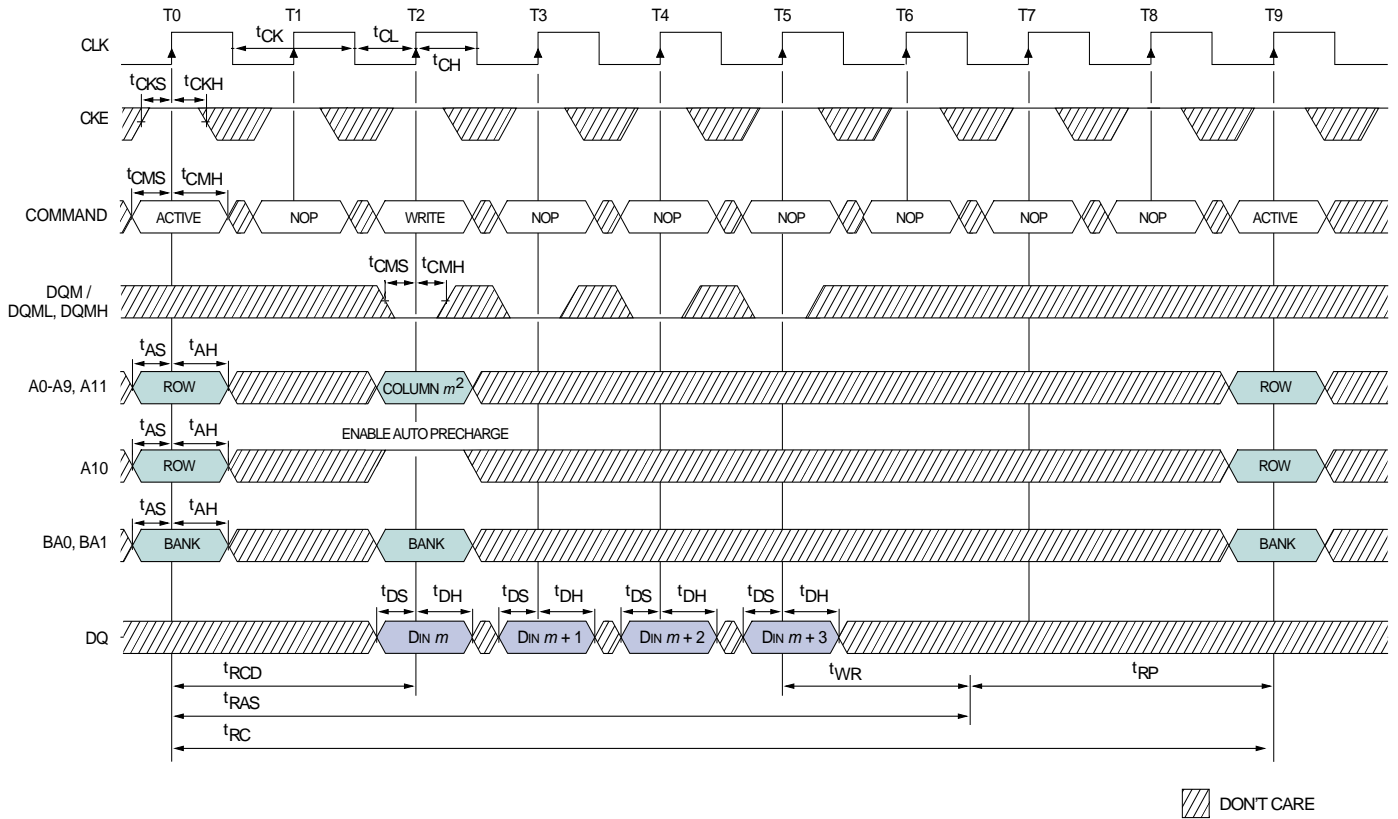 T0 T1 T2 T3 T4 T5 T6 T7 T8 T9
CLK tCK tCL
tCH
tCKS tCKH
CKE
tCMS tCMH
COMMAND ACTIVE NOP WRITE NOP NOP NOP NOP NOP NOP ACTIVE
tCMS tCMH
DQM /
DQML, DQMH
tAS tAH
A0-A9, A11 ROW COLUMN m² ROW
tAS tAH ENABLE AUTO PRECHARGE
A10 ROW ROW
tAS tAH
BA0, BA1 BANK BANK BANK
tDS tDH tDS tDH tDS tDH tDS tDH
DQ DIN m DIN m + 1 DIN m + 2 DIN m + 3
tRCD tWR tRP
tRAS
tRC
DON'T CARE